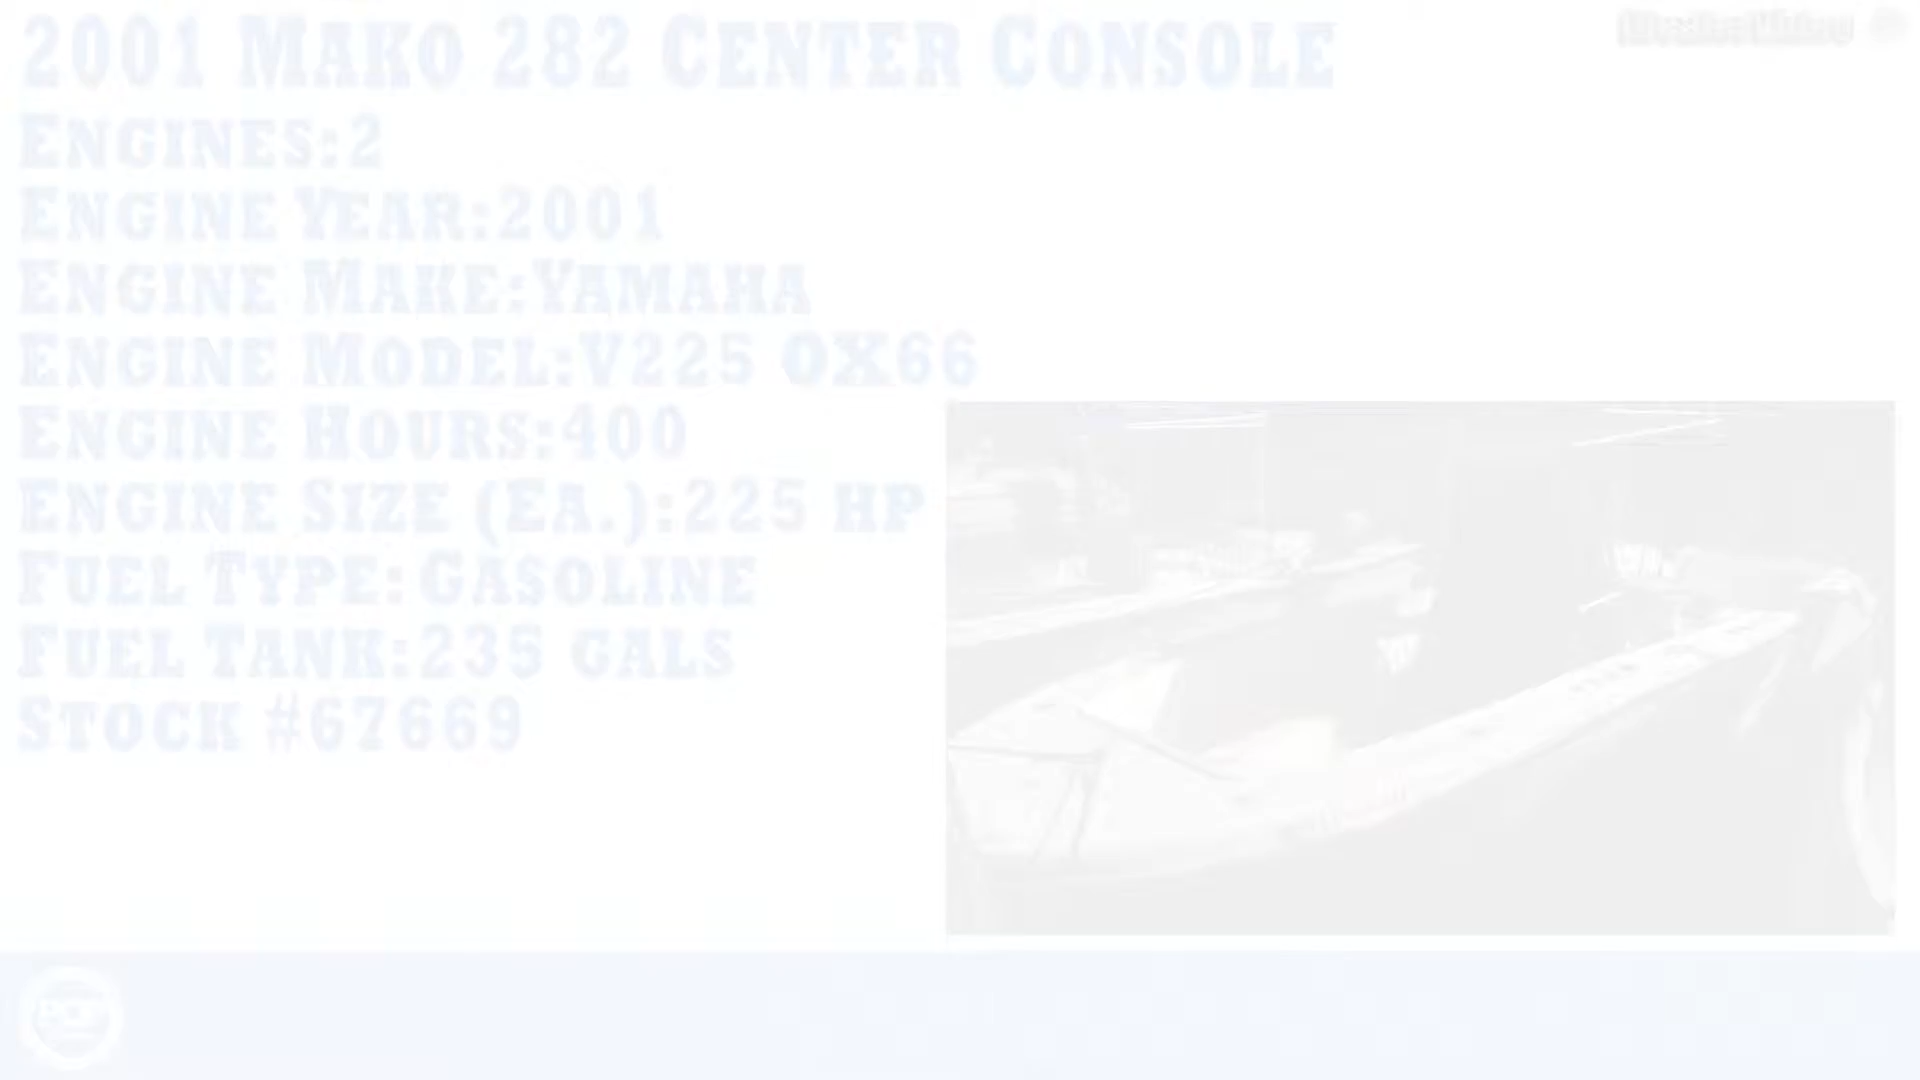 2001 Mako 282 Center Console
Engines:2
Engine Year:2001
Engine Make:Yamaha
Engine Model:V225 OX66
Engine Hours:400
Engine Size (Ea.):225 hp
Fuel Type: Gasoline
Fuel Tank:235 gals
Stock #67669